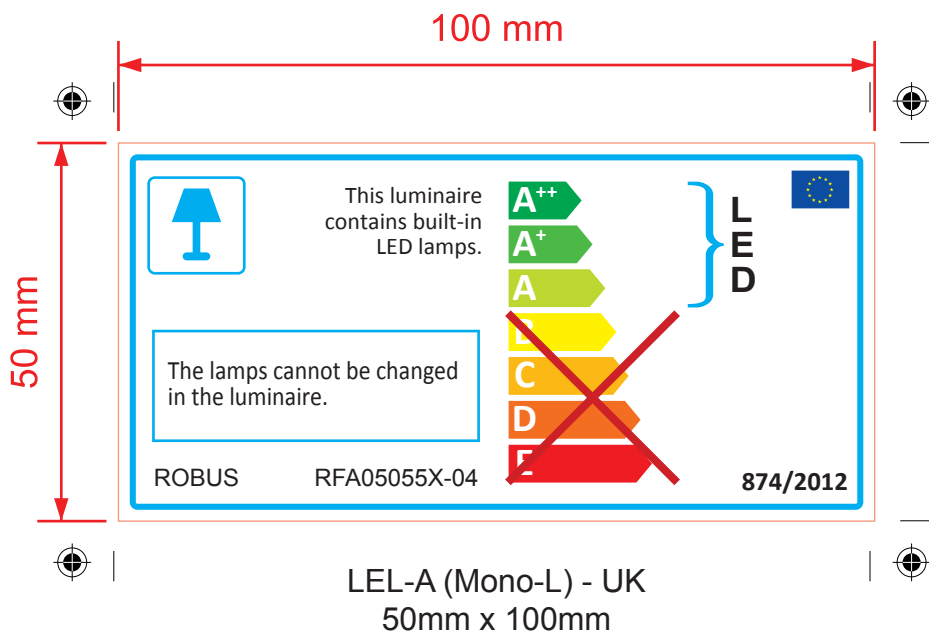 100 mm
50 mm
This luminaire
contains built-in
LED lamps.
A++
A+
A
B
C
D
E
L
E
D
The lamps cannot be changed
in the luminaire.
ROBUS RFA05055X-04
874/2012
LEL-A (Mono-L) - UK
50mm x 100mm